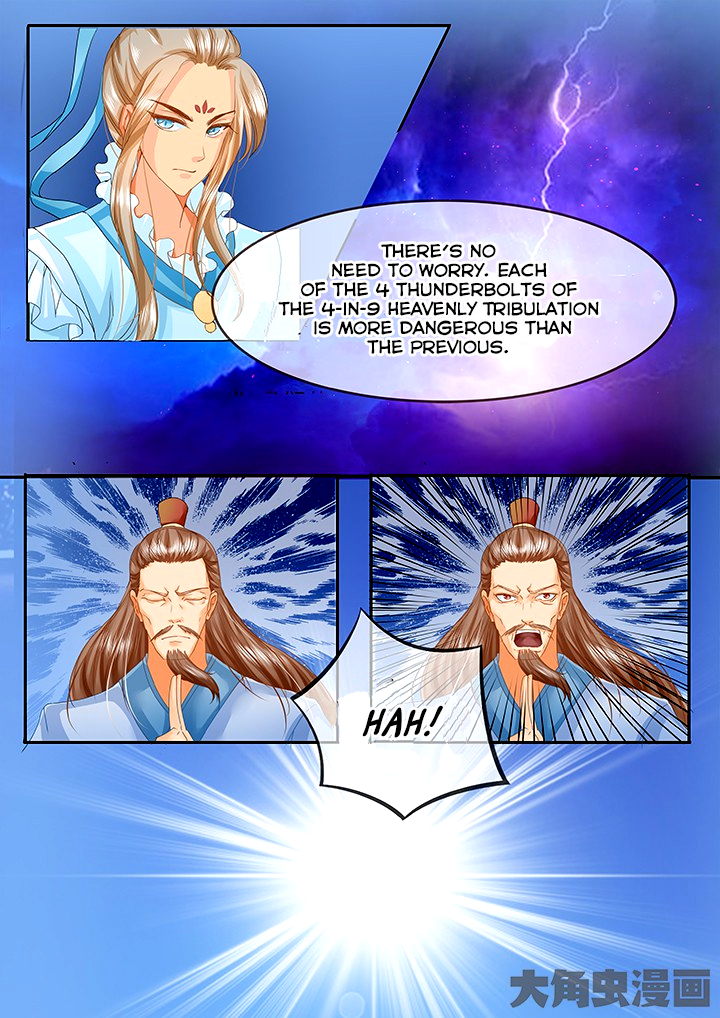 THERE'S NO
NEED TO WORRY. EACH
OF THE 4 THUNDERBOLTS OF
THE 4-IN-9 HEAVENLY TRIBULATION
IS MORE DANGEROUS THAN
THE PREVIOUS.
HAH!
大角虫漫画